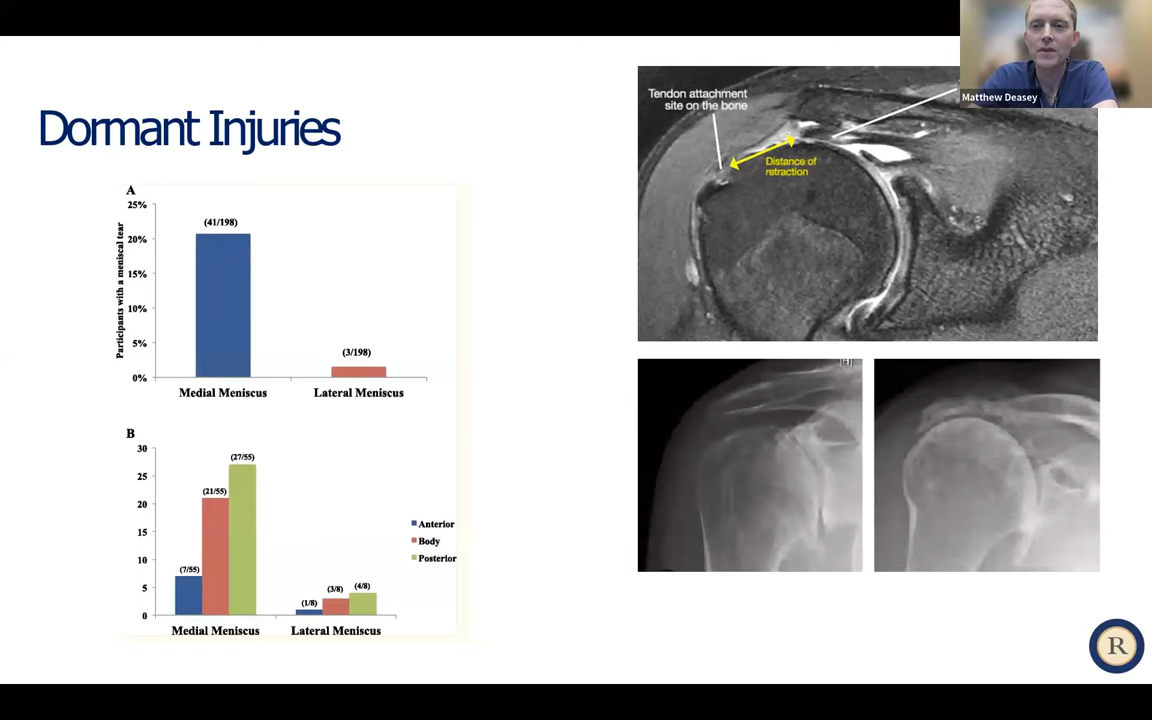 Matthew Deasey
Dormant Injuries
Tendon attachment
site on the bone
Distance of
retraction
A
25%
(41/198)
20%
15%
10%
5%
(3/198)
0%
Participants with a meniscal tear
Medial Meniscus
Lateral Meniscus
B
30
(27/55)
25
(21/55)
20
15
10
(7/55)
5
(1/8)
(3/8)
(4/8)
0
Anterior
Body
Posterior
Medial Meniscus
Lateral Meniscus
[H]
R